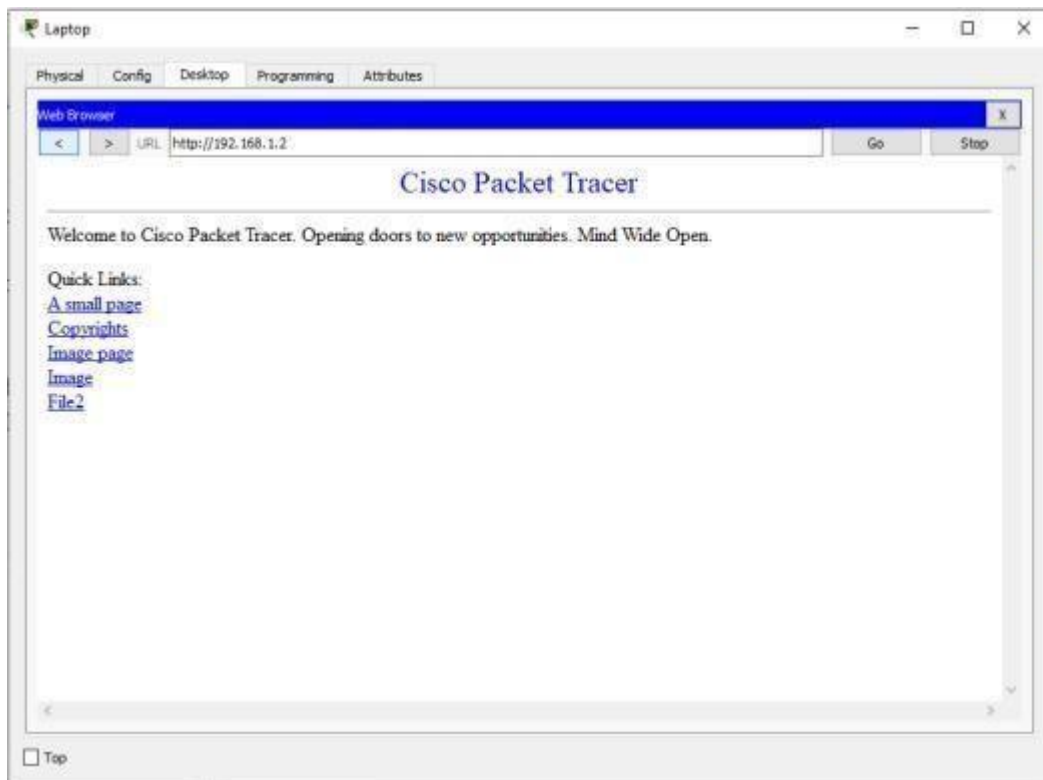 Laptop
Physical Config Desktop Programming Attributes
Web Browser X
< > URL http://192.168.1.2 Go Stop
Cisco Packet Tracer
Welcome to Cisco Packet Tracer. Opening doors to new opportunities. Mind Wide Open.
Quick Links:
A small page
Copyrights
Image page
Image
File2
Top